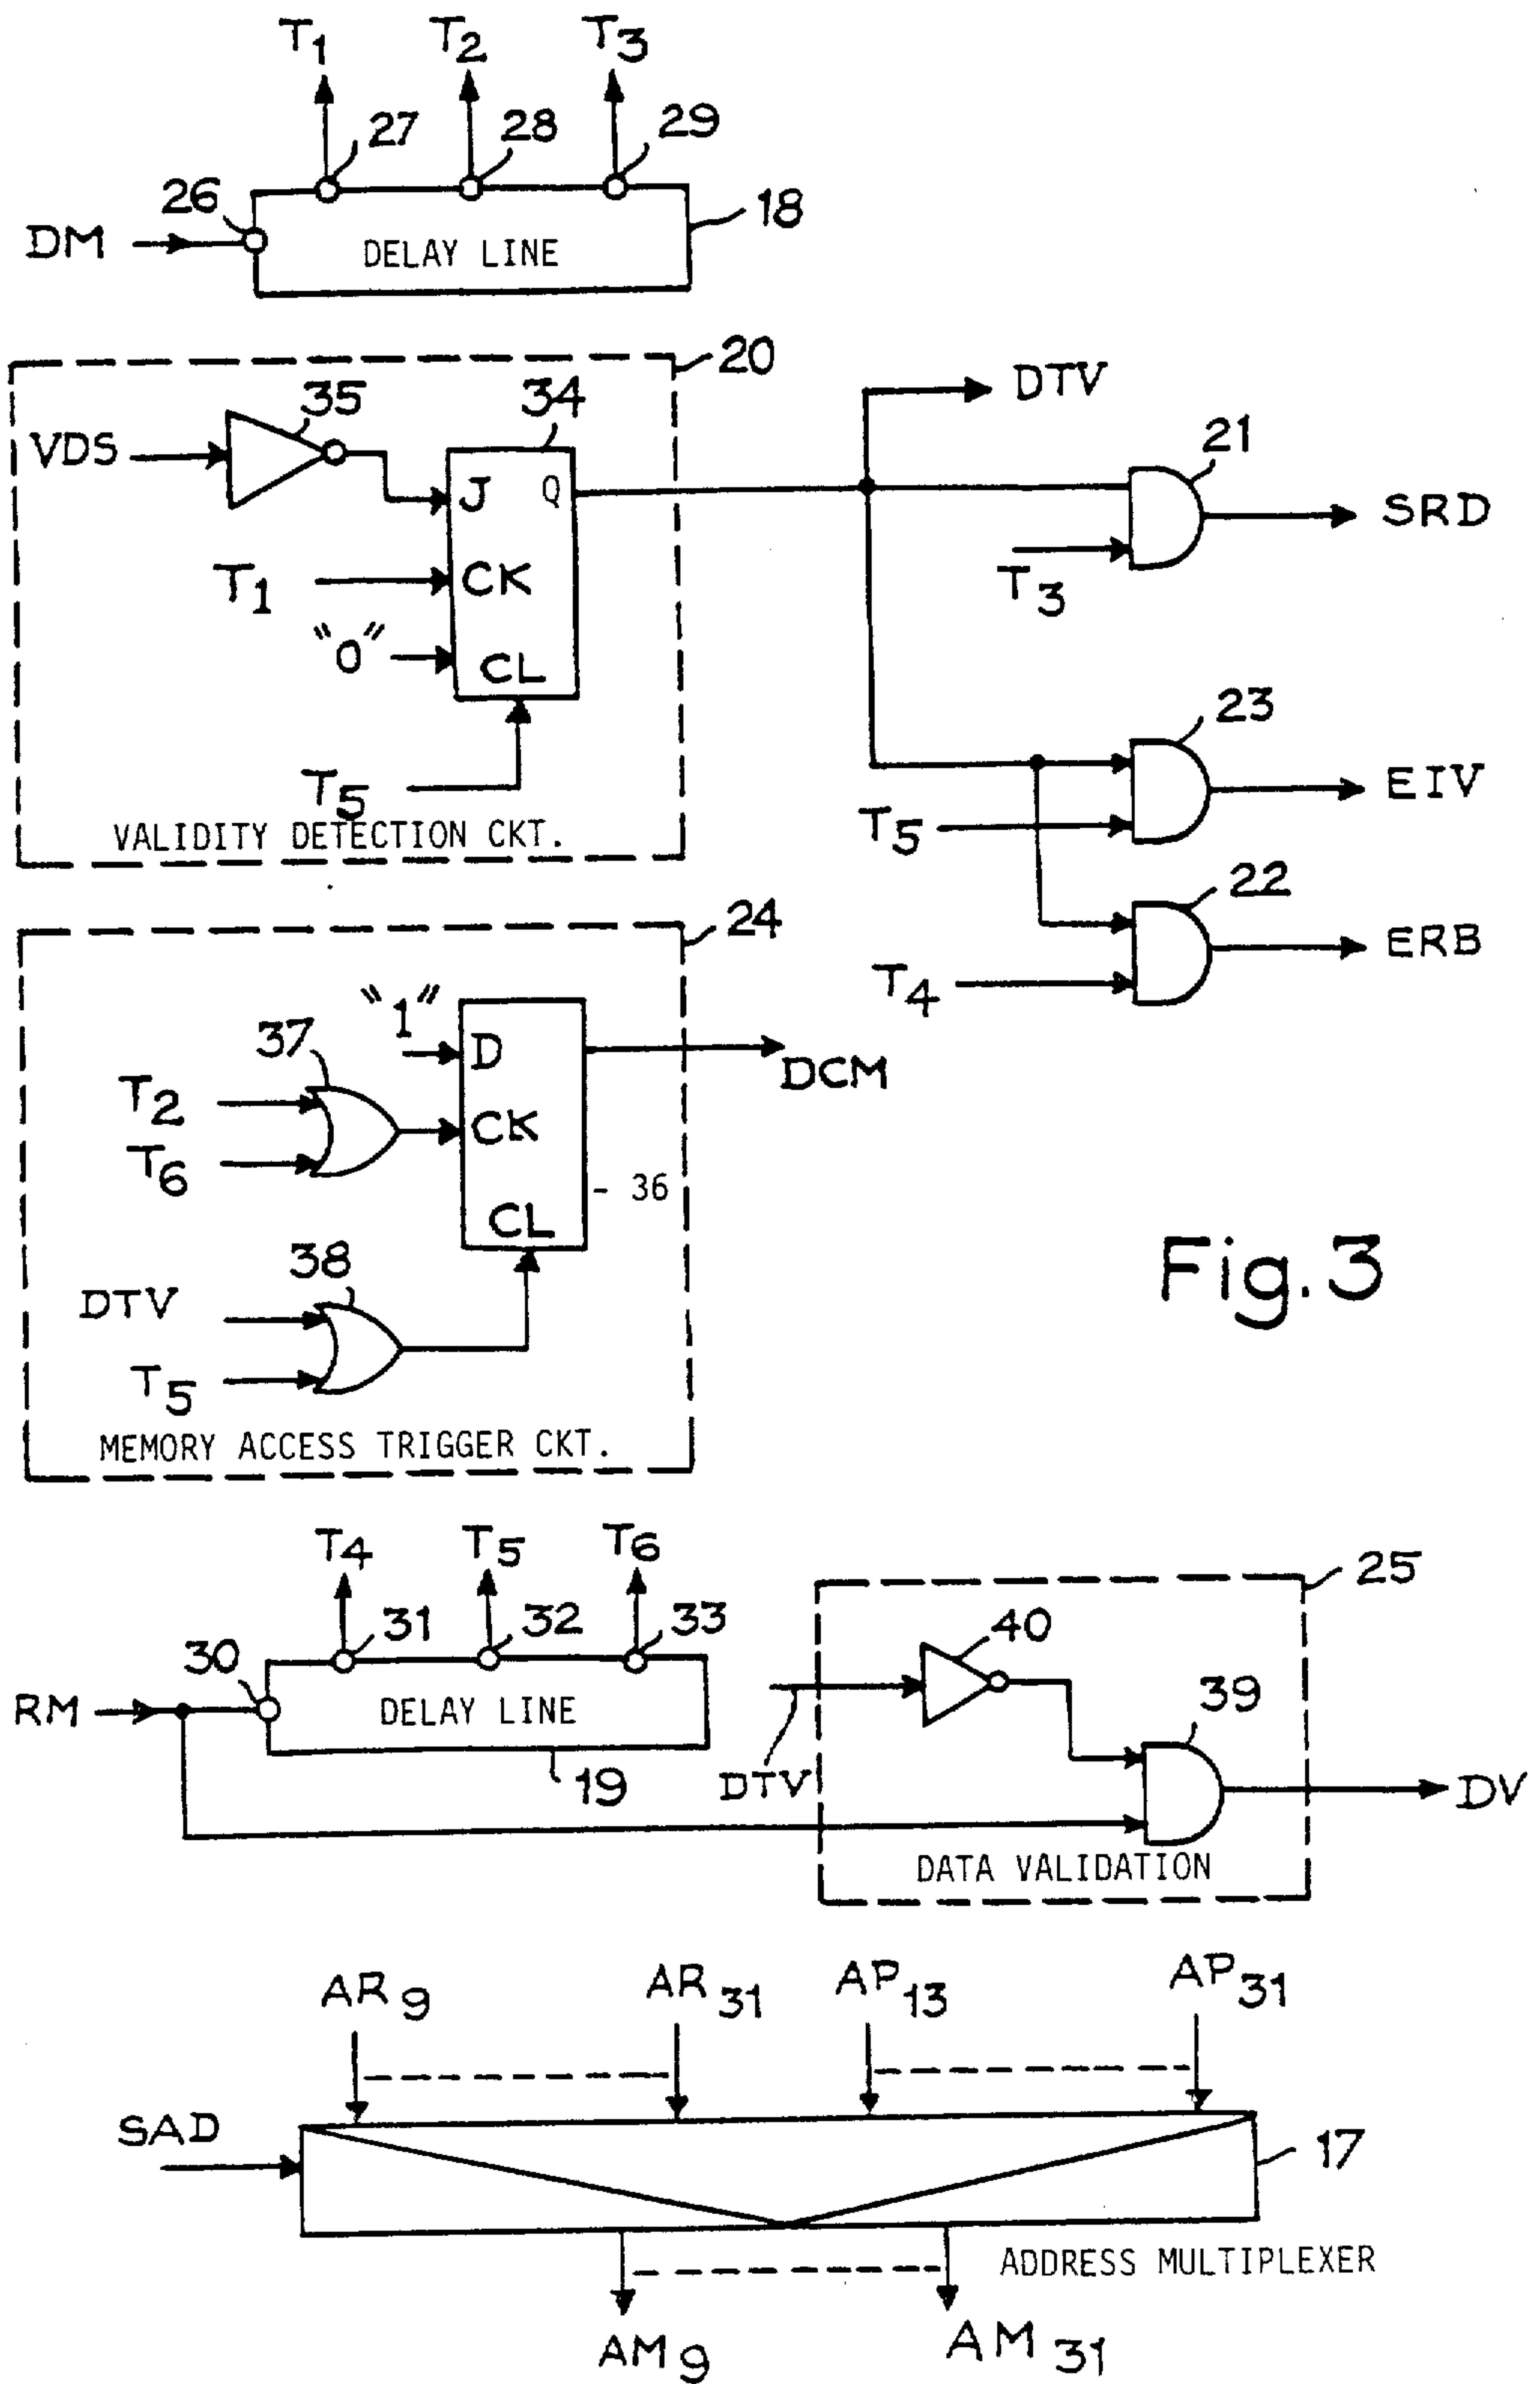 T1 T2 T3
27 28 29
26 18
DM DELAY LINE
20
35 34 DTV
VDS J Q 21
SRD
T1 CK T3
"0" CL
23
T5 EIV
VALIDITY DETECTION CKT. T5
22
24 ERB
"1" T4
37 D DCM
T2 CK
T6 36
CL
38 Fig. 3
DTV
T5
MEMORY ACCESS TRIGGER CKT.
T4 T5 T6 25
31 32 33 40
30 39
RM DELAY LINE
19 DTV DV
DATA VALIDATION
AR9 AR31 AP13 AP31
SAD 17
ADDRESS MULTIPLEXER
AM9 AM31